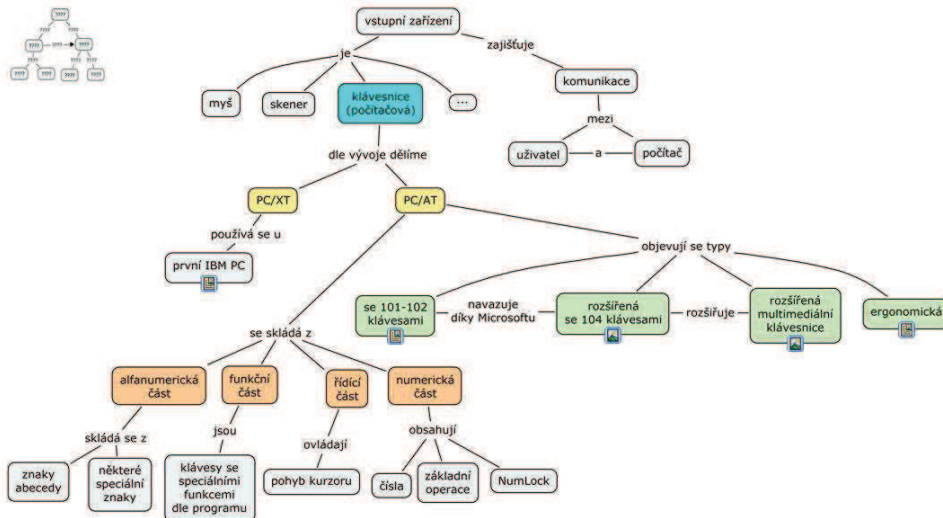 ????
????
????
????
????
????
????
????
????
????
????
????
????
????
vstupní zařízení
je
zajišťuje
myš
skener
klávesnice
(počítačová)
...
komunikace
mezi
uživatel
a
počítač
dle vývoje dělíme
PC/XT
PC/AT
používá se u
první IBM PC
objevují se typy
se 101-102
klávesami
navazuje
díky Microsoftu
rozšířená
se 104 klávesami
rozšiřuje
rozšířená
multimediální
klávesnice
ergonomická
se skládá z
alfanumerická
část
funkční
část
řídící
část
numerická
část
skládá se z
jsou
ovládají
obsahují
znaky
abecedy
některé
speciální
znaky
klávesy se
speciálními
funkcemi
dle programu
pohyb kurzoru
čísla
základní
operace
NumLock